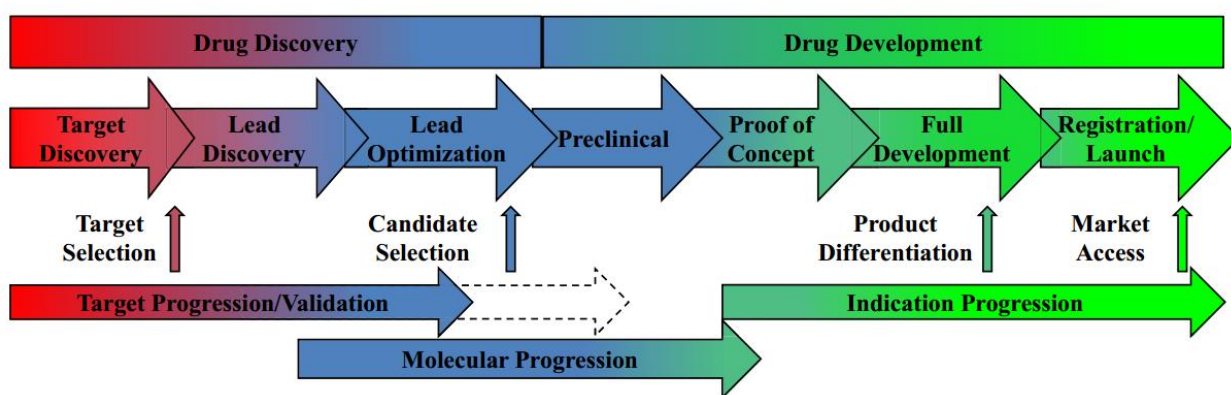 Drug Discovery
Drug Development
Target
Discovery
Lead
Discovery
Lead
Optimization
Preclinical
Proof of
Concept
Full
Development
Registration/
Launch
Target
Selection
Candidate
Selection
Product
Differentiation
Market
Access
Target Progression/Validation
Indication Progression
Molecular Progression